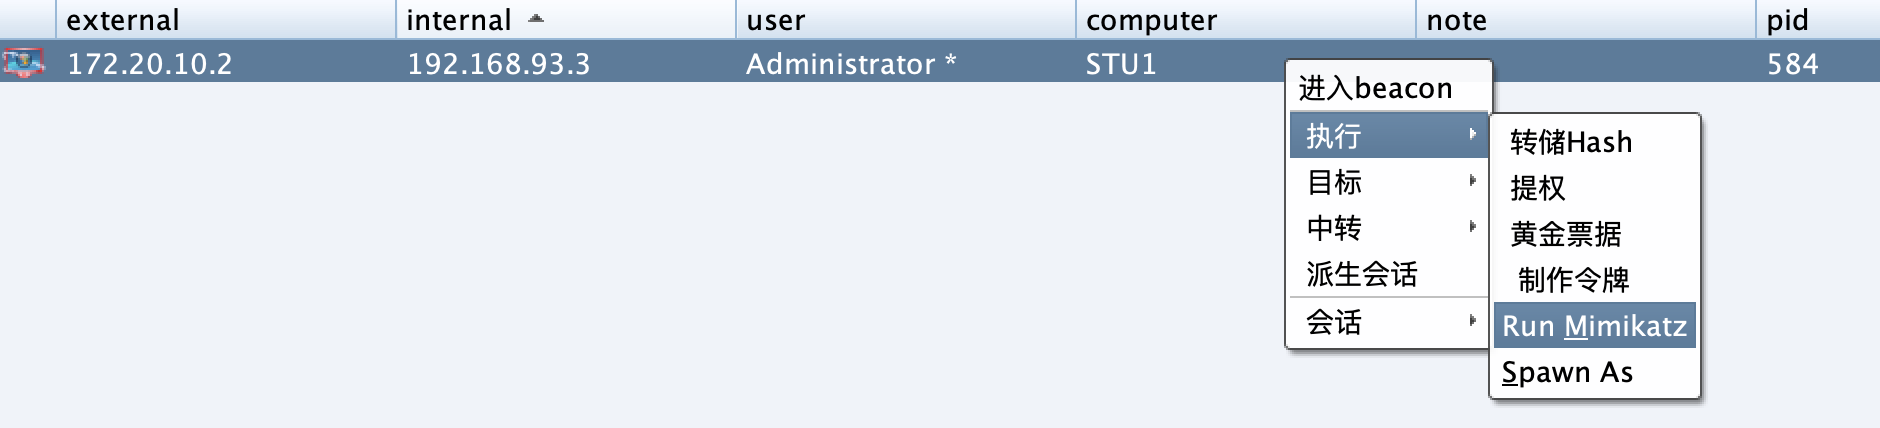 external internal user computer note pid
172.20.10.2 192.168.93.3 Administrator * STU1 584
进入beacon
执行
目标
中转
派生会话
会话
转储Hash
提权
黄金票据
制作令牌
Run Mimikatz
Spawn As